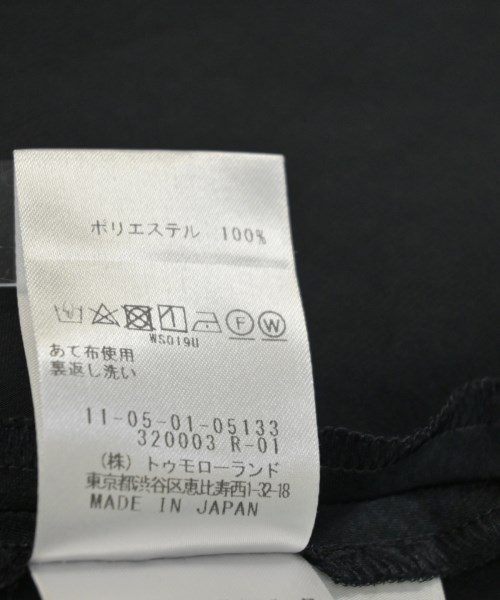 ポリエステル 100%
F W
WS019U
あて布使用
裏返し洗い
11-05-01-05133
320003 R-01
(株) トゥモローランド
東京都渋谷区恵比寿西1-32-18
MADE IN JAPAN